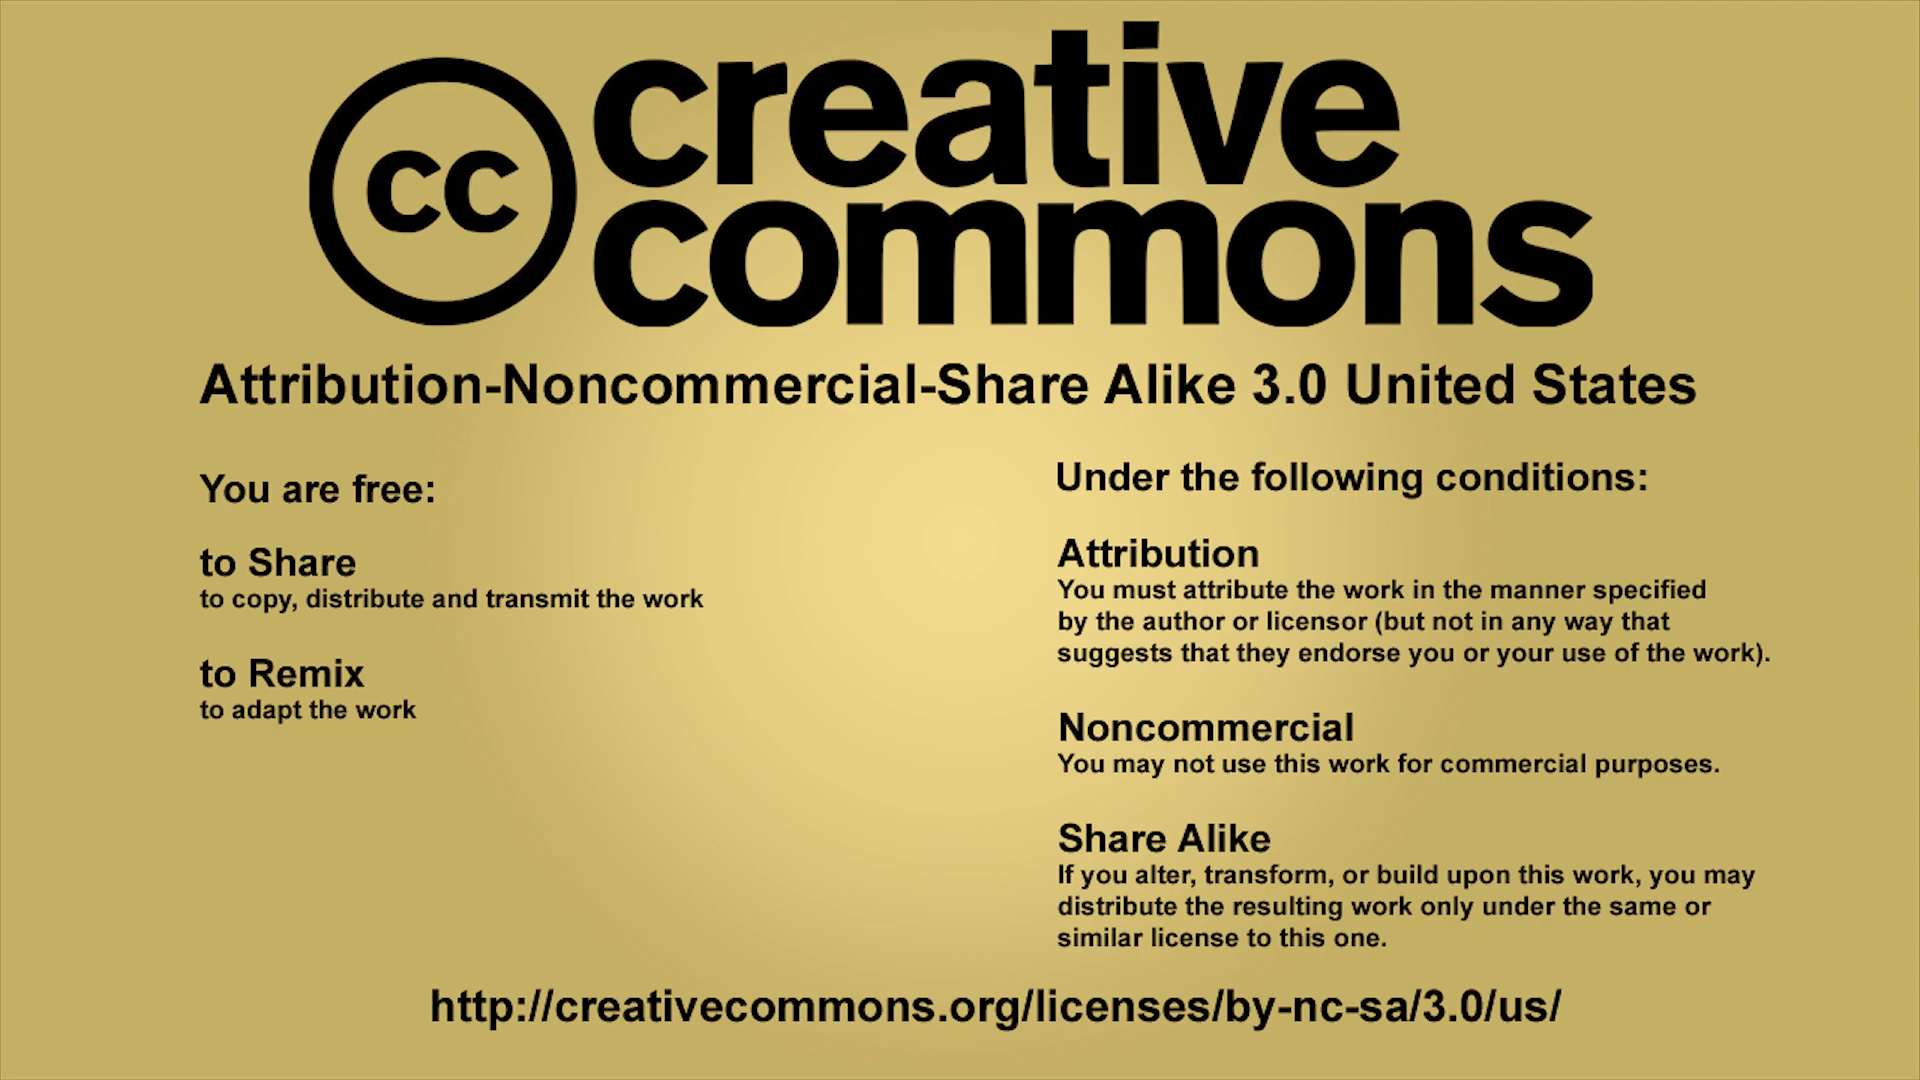 cc creative
commons
Attribution-Noncommercial-Share Alike 3.0 United States
You are free:
to Share
to copy, distribute and transmit the work
to Remix
to adapt the work
Under the following conditions:
Attribution
You must attribute the work in the manner specified
by the author or licensor (but not in any way that
suggests that they endorse you or your use of the work).
Noncommercial
You may not use this work for commercial purposes.
Share Alike
If you alter, transform, or build upon this work, you may
distribute the resulting work only under the same or
similar license to this one.
http://creativecommons.org/licenses/by-nc-sa/3.0/us/